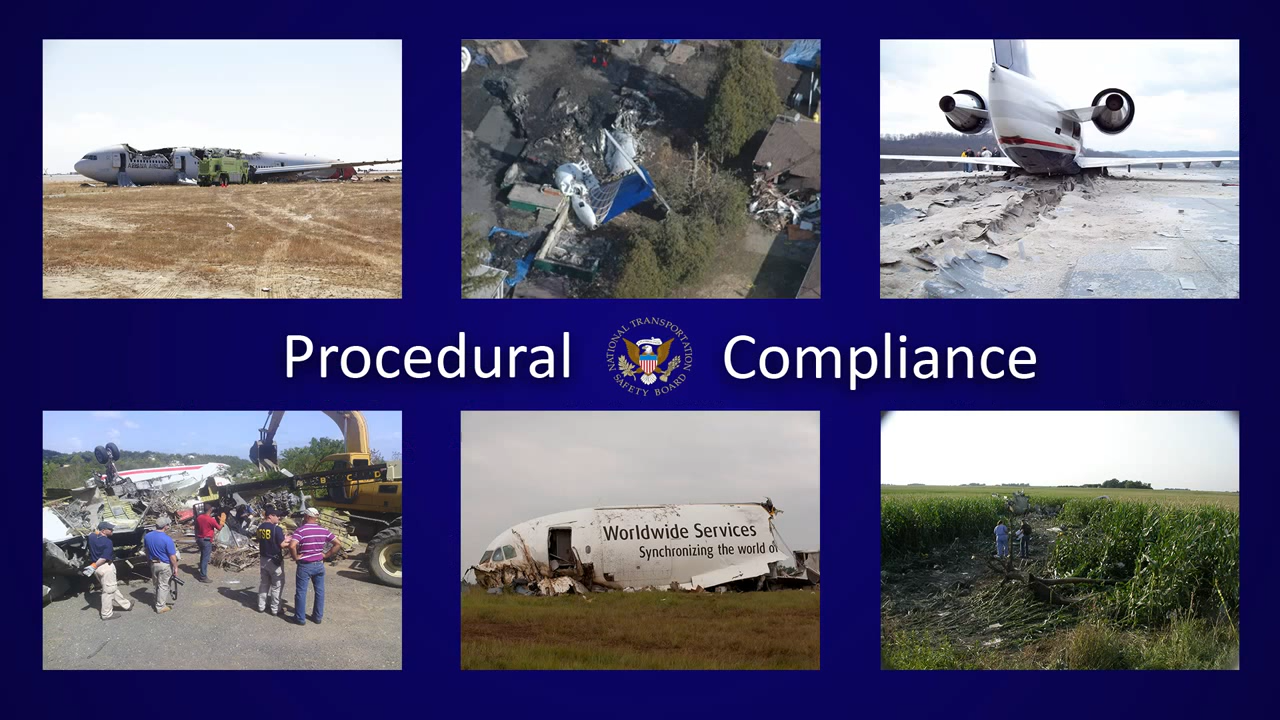 Procedural Compliance
NATIONAL TRANSPORTATION
SAFETY BOARD
Worldwide Services
Synchronizing the world of